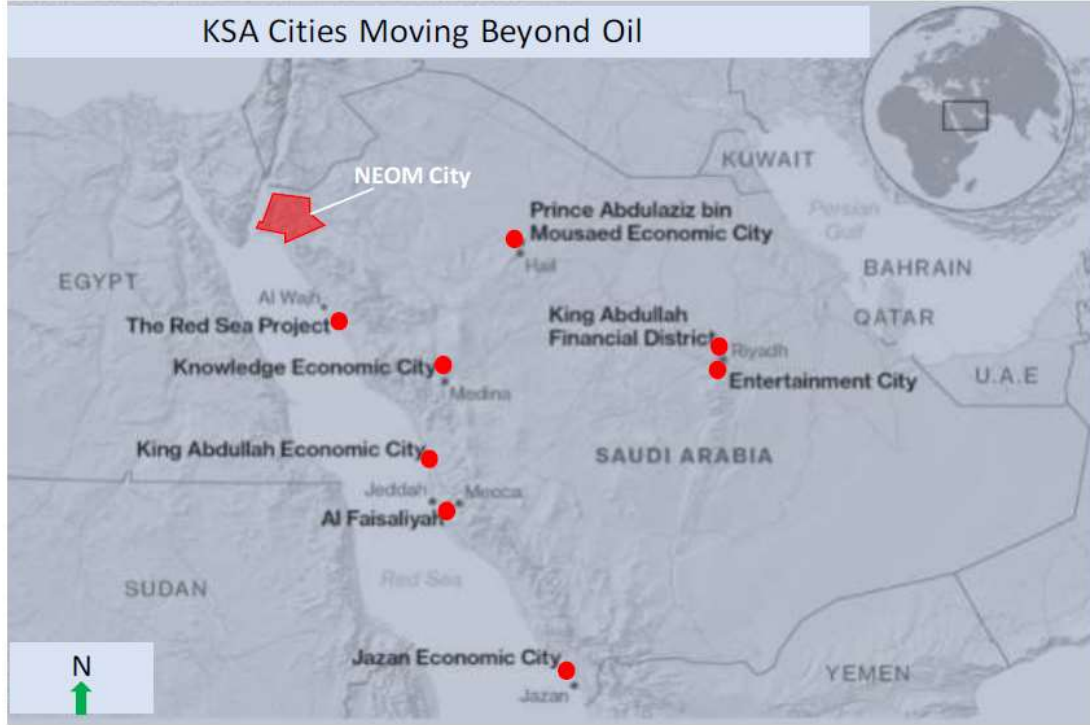 KSA Cities Moving Beyond Oil
KUWAIT
NEOM City
Prince Abdulaziz bin
Mousaed Economic City
Persian
Gulf
Hail
EGYPT
BAHRAIN
Al Wajh
King Abdullah
Financial District
QATAR
The Red Sea Project
Riyadh
Knowledge Economic City
Entertainment City
U.A.E
Medina
King Abdullah Economic City
SAUDI ARABIA
Jeddah
Mecca
Al Faisaliyah
Red Sea
SUDAN
Jazan Economic City
N
YEMEN
Jazan